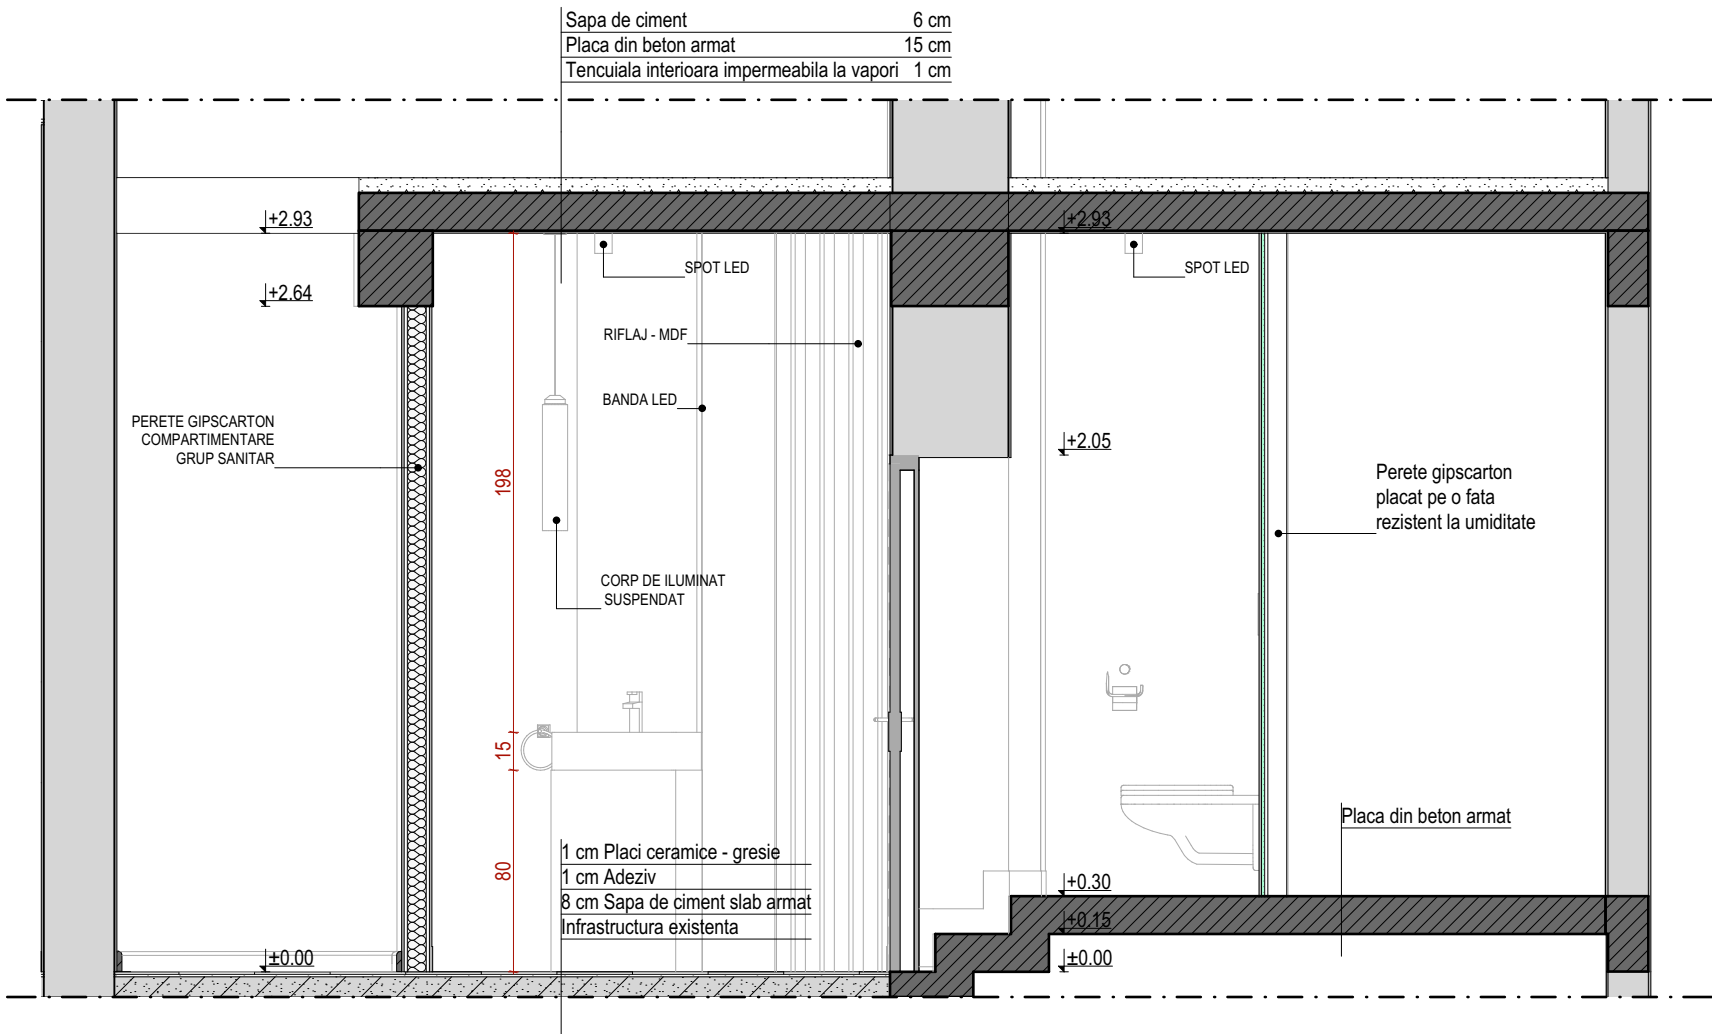 Sapa de ciment 6 cm
Placa din beton armat 15 cm
Tencuiala interioara impermeabila la vapori 1 cm
+2.93
+2.93
SPOT LED
SPOT LED
+2.64
RIFLAJ - MDF
BANDA LED
PERETE GIPSCARTON
COMPARTIMENTARE
GRUP SANITAR
+2.05
198
Perete gipscarton
placat pe o fata
rezistent la umiditate
CORP DE ILUMINAT
SUSPENDAT
15
Placa din beton armat
80
1 cm Placi ceramice - gresie
1 cm Adeziv
8 cm Sapa de ciment slab armat
Infrastructura existenta
+0.30
+0.15
±0.00
±0.00